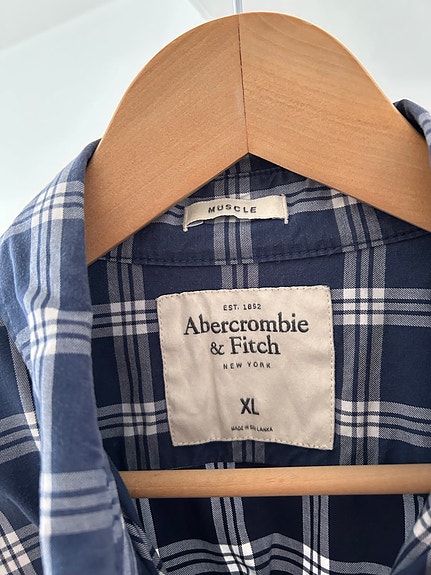 MUSCLE
EST. 1892
Abercrombie
& Fitch
NEW YORK
XL
MADE IN SRI LANKA